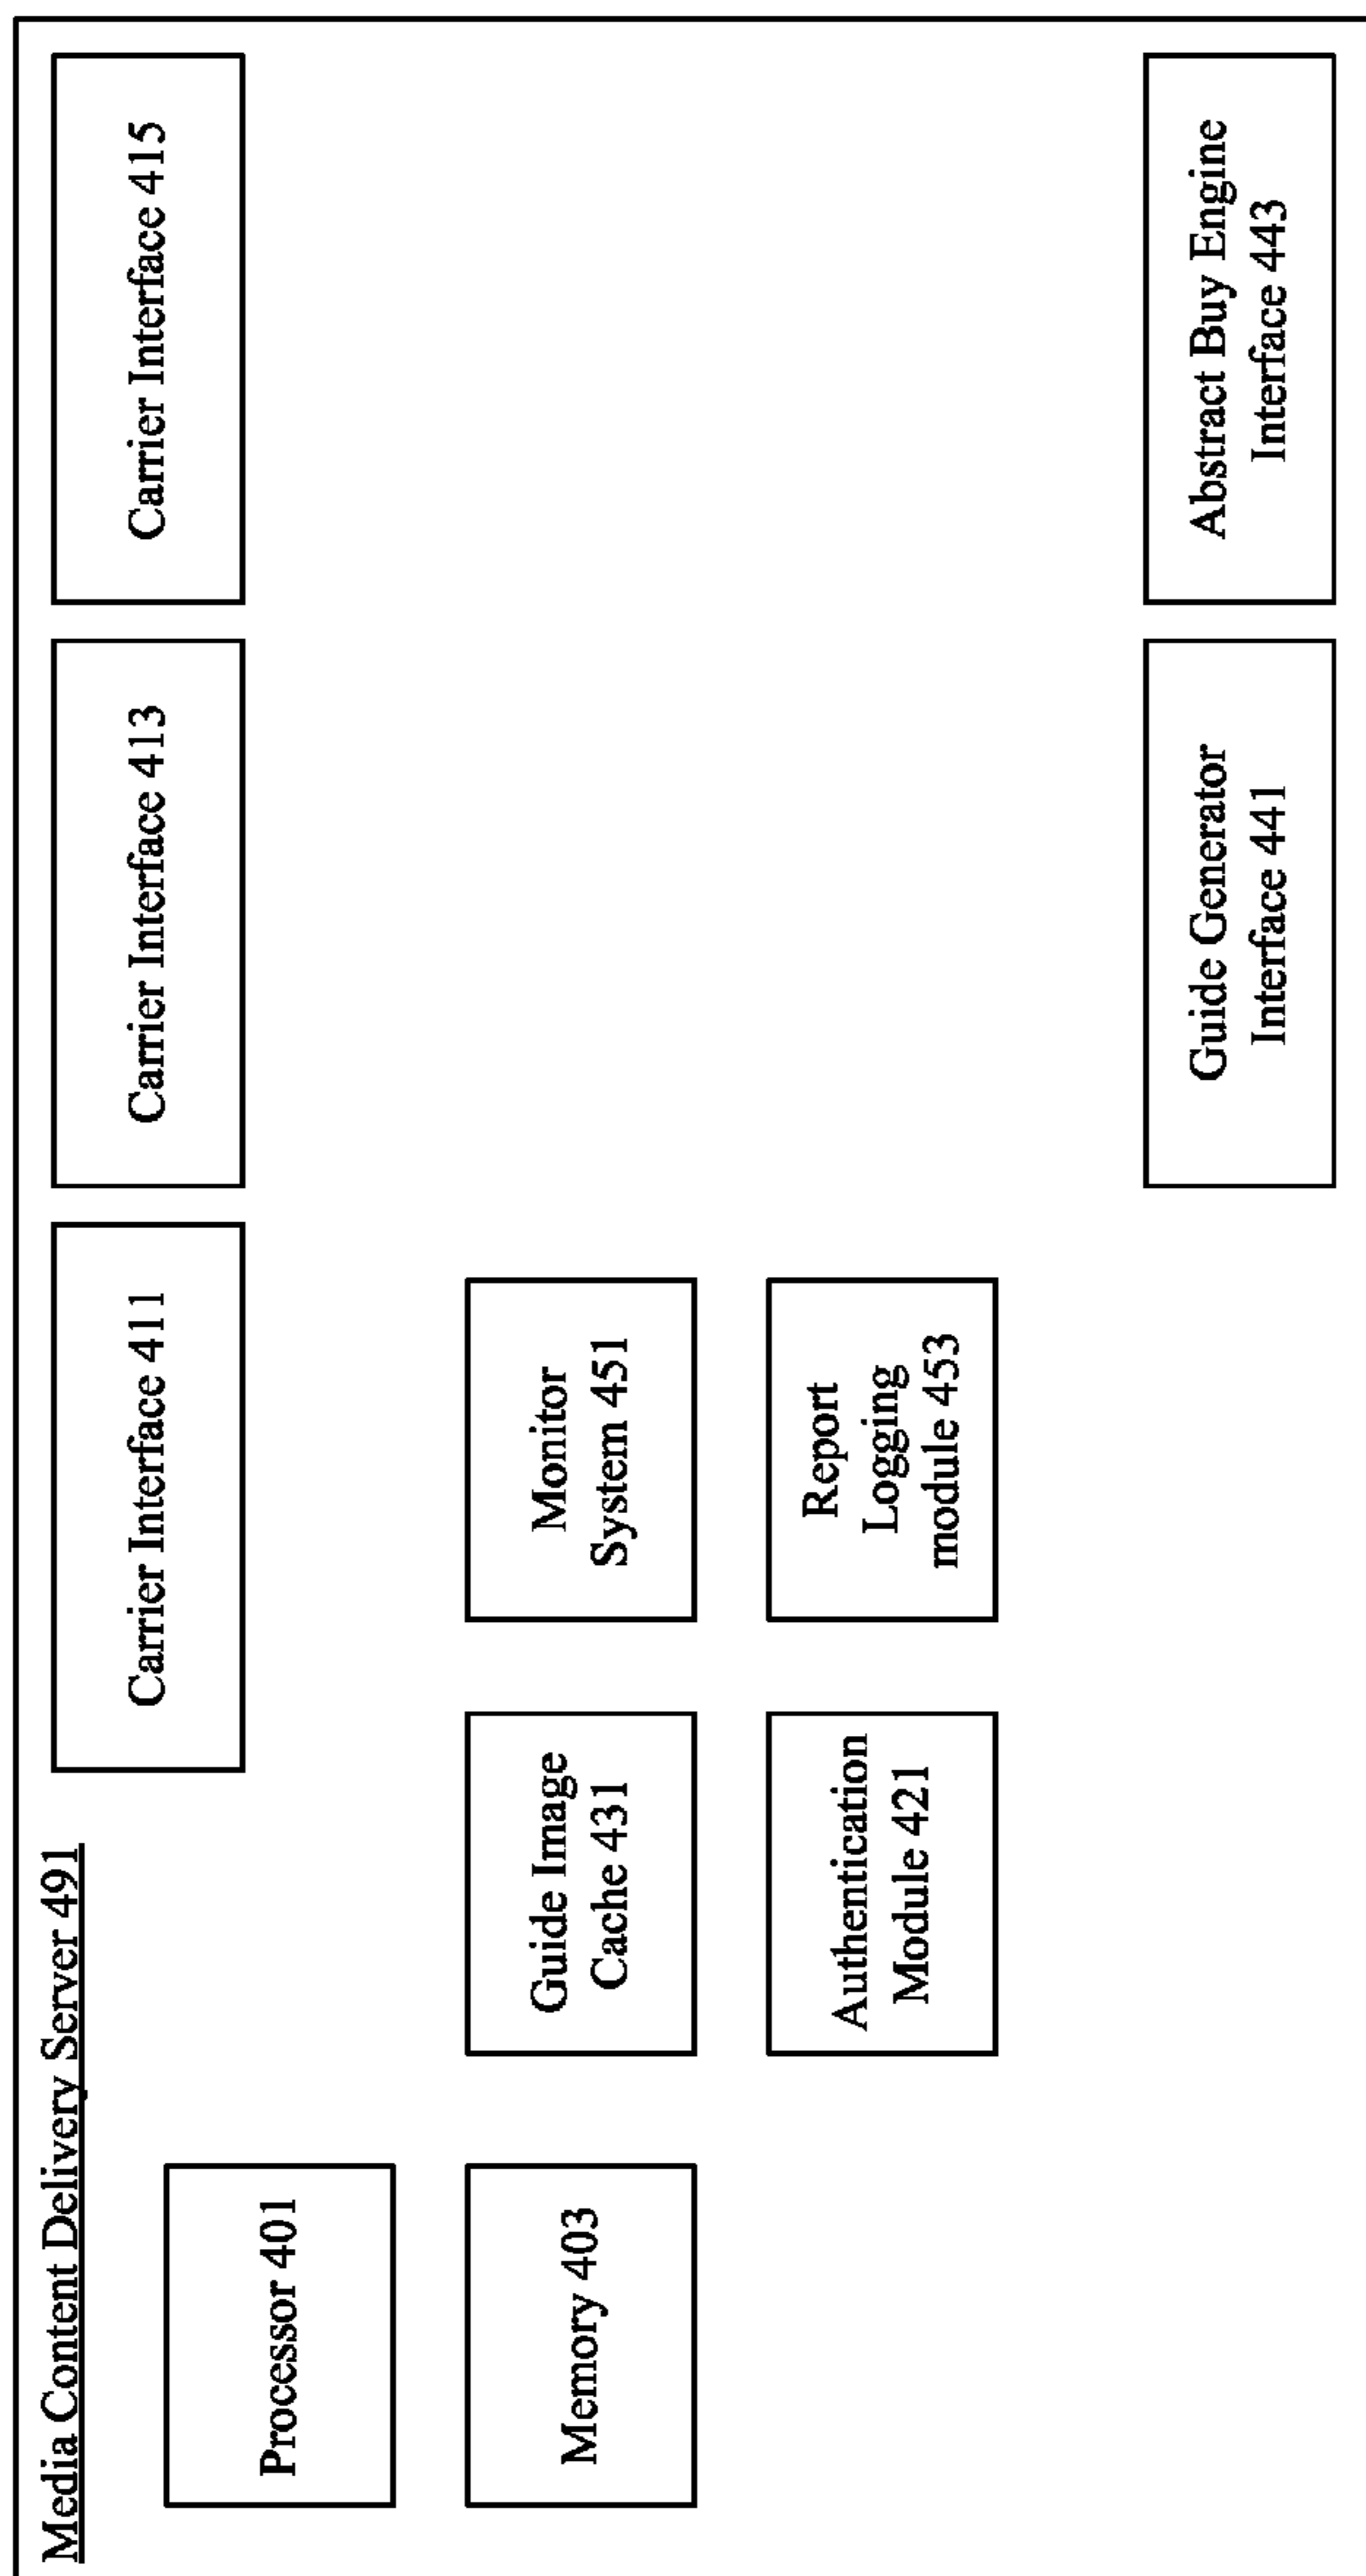 Media Content Delivery Server 491
Carrier Interface 411
Carrier Interface 413
Carrier Interface 415
Processor 401
Memory 403
Guide Image
Cache 431
Monitor
System 451
Authentication
Module 421
Report
Logging
module 453
Guide Generator
Interface 441
Abstract Buy Engine
Interface 443